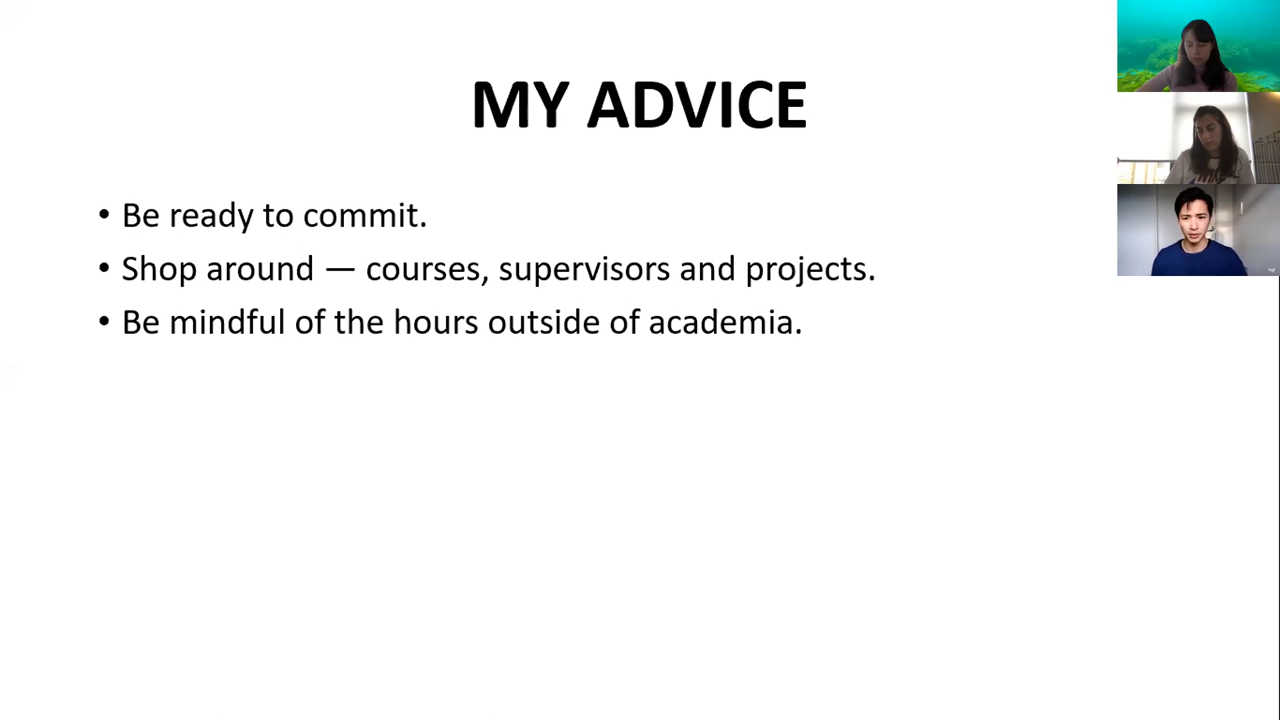 MY ADVICE
• Be ready to commit.
• Shop around — courses, supervisors and projects.
• Be mindful of the hours outside of academia.